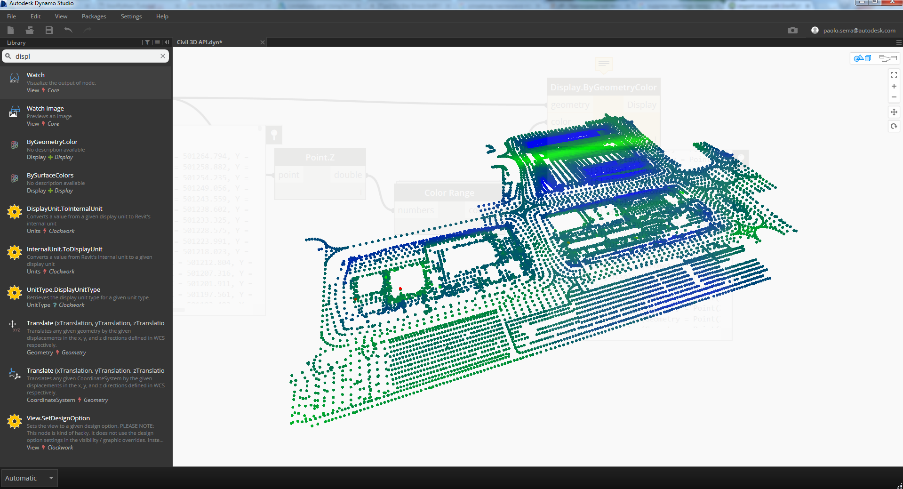 Autodesk Dynamo Studio
File Edit View Packages Settings Help
Library
Civil 3D API.dyn*
paolo.serra@autodesk.com
displ
Watch
Visualize the output of node.
View Core
Watch Image
Previews an image
View Core
ByGeometryColor
No description available
Display Display
BySurfaceColors
No description available
Display Display
DisplayUnit.ToInternalUnit
Converts a value from a given display unit to Revit's
internal unit
Units Clockwork
InternalUnit.ToDisplayUnit
Converts a value from Revit's internal unit to a given
display unit
Units Clockwork
UnitType.DisplayUnitType
Retrieves the display unit type for a given unit type.
UnitType Clockwork
Translate (xTranslation, yTranslation, zTranslatio
Translates any given geometry by the given
displacements in the x, y, and z directions defined in WCS
respectively.
Geometry Geometry
Translate (xTranslation, yTranslation, zTranslatio
Translates any given CoordinateSystem by the given
displacements in the x, y, and z directions defined in WCS
respectively
CoordinateSystem Geometry
View.SetDesignOption
Sets the view to a given design option. PLEASE NOTE:
This node is kind of hacky. It does not use the design
option settings in the visibility / graphic overrides. Inste...
View Clockwork
Display.ByGeometryColor
geometry Display
color
Point.Z
point double
Color Range
numbers
Automatic